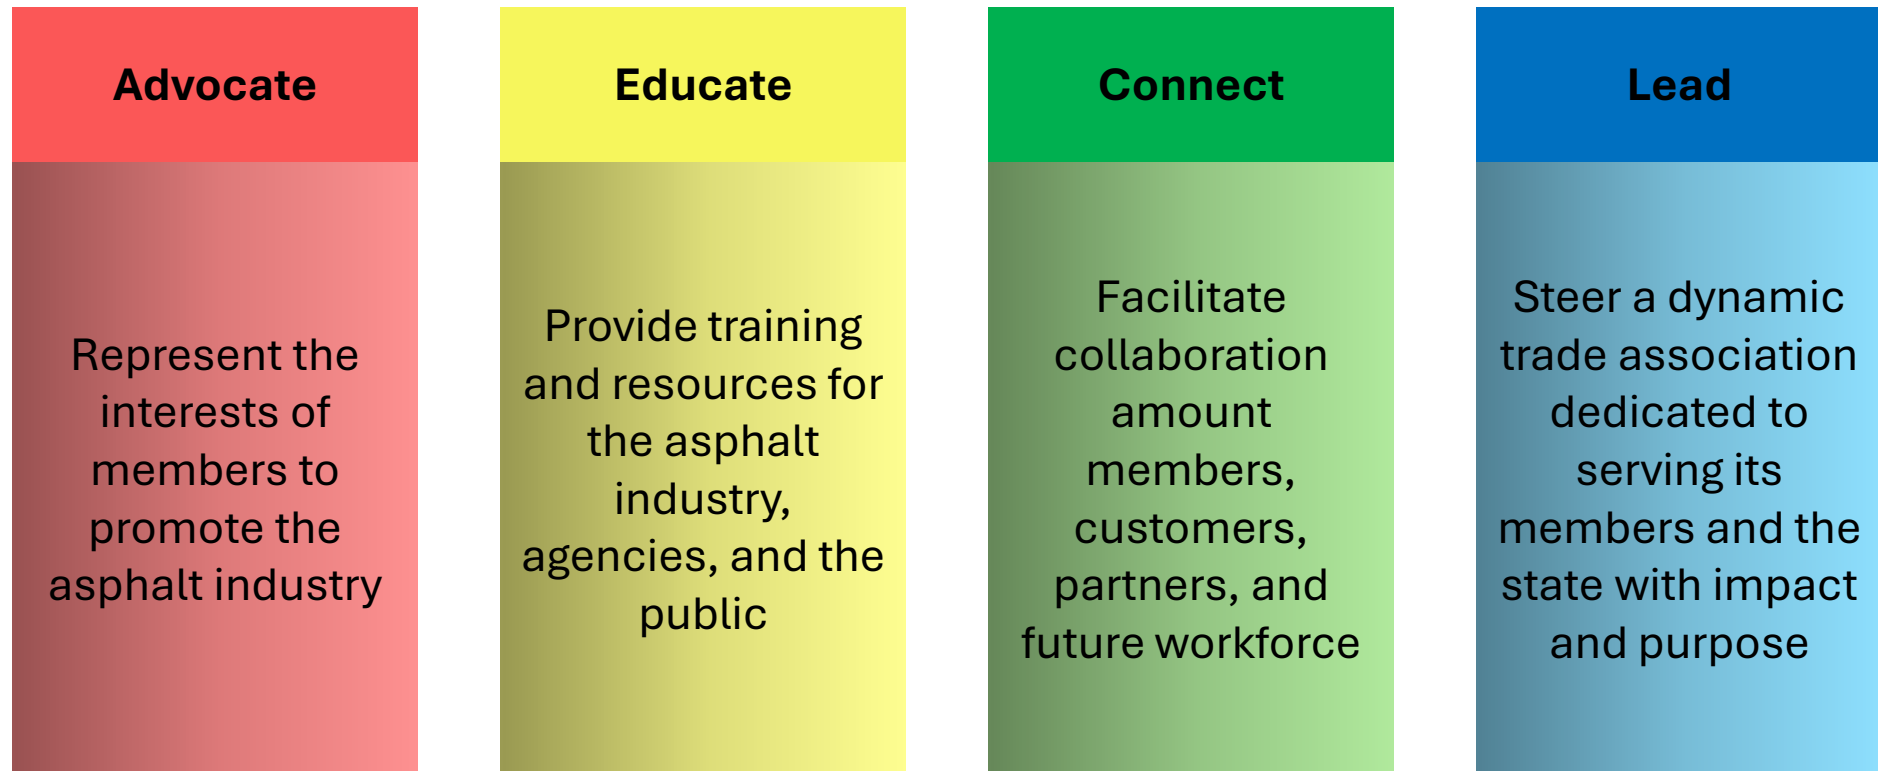 Advocate
Represent the
interests of
members to
promote the
asphalt industry
Educate
Provide training
and resources for
the asphalt
industry,
agencies, and the
public
Connect
Facilitate
collaboration
amount
members,
customers,
partners, and
future workforce
Lead
Steer a dynamic
trade association
dedicated to
serving its
members and the
state with impact
and purpose